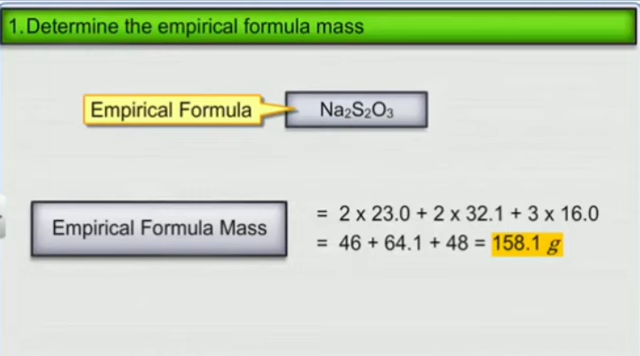 1. Determine the empirical formula mass
Empirical Formula
Na₂S₂O₃
Empirical Formula Mass
= 2 x 23.0 + 2 x 32.1 + 3 x 16.0
= 46 + 64.1 + 48 = 158.1 g